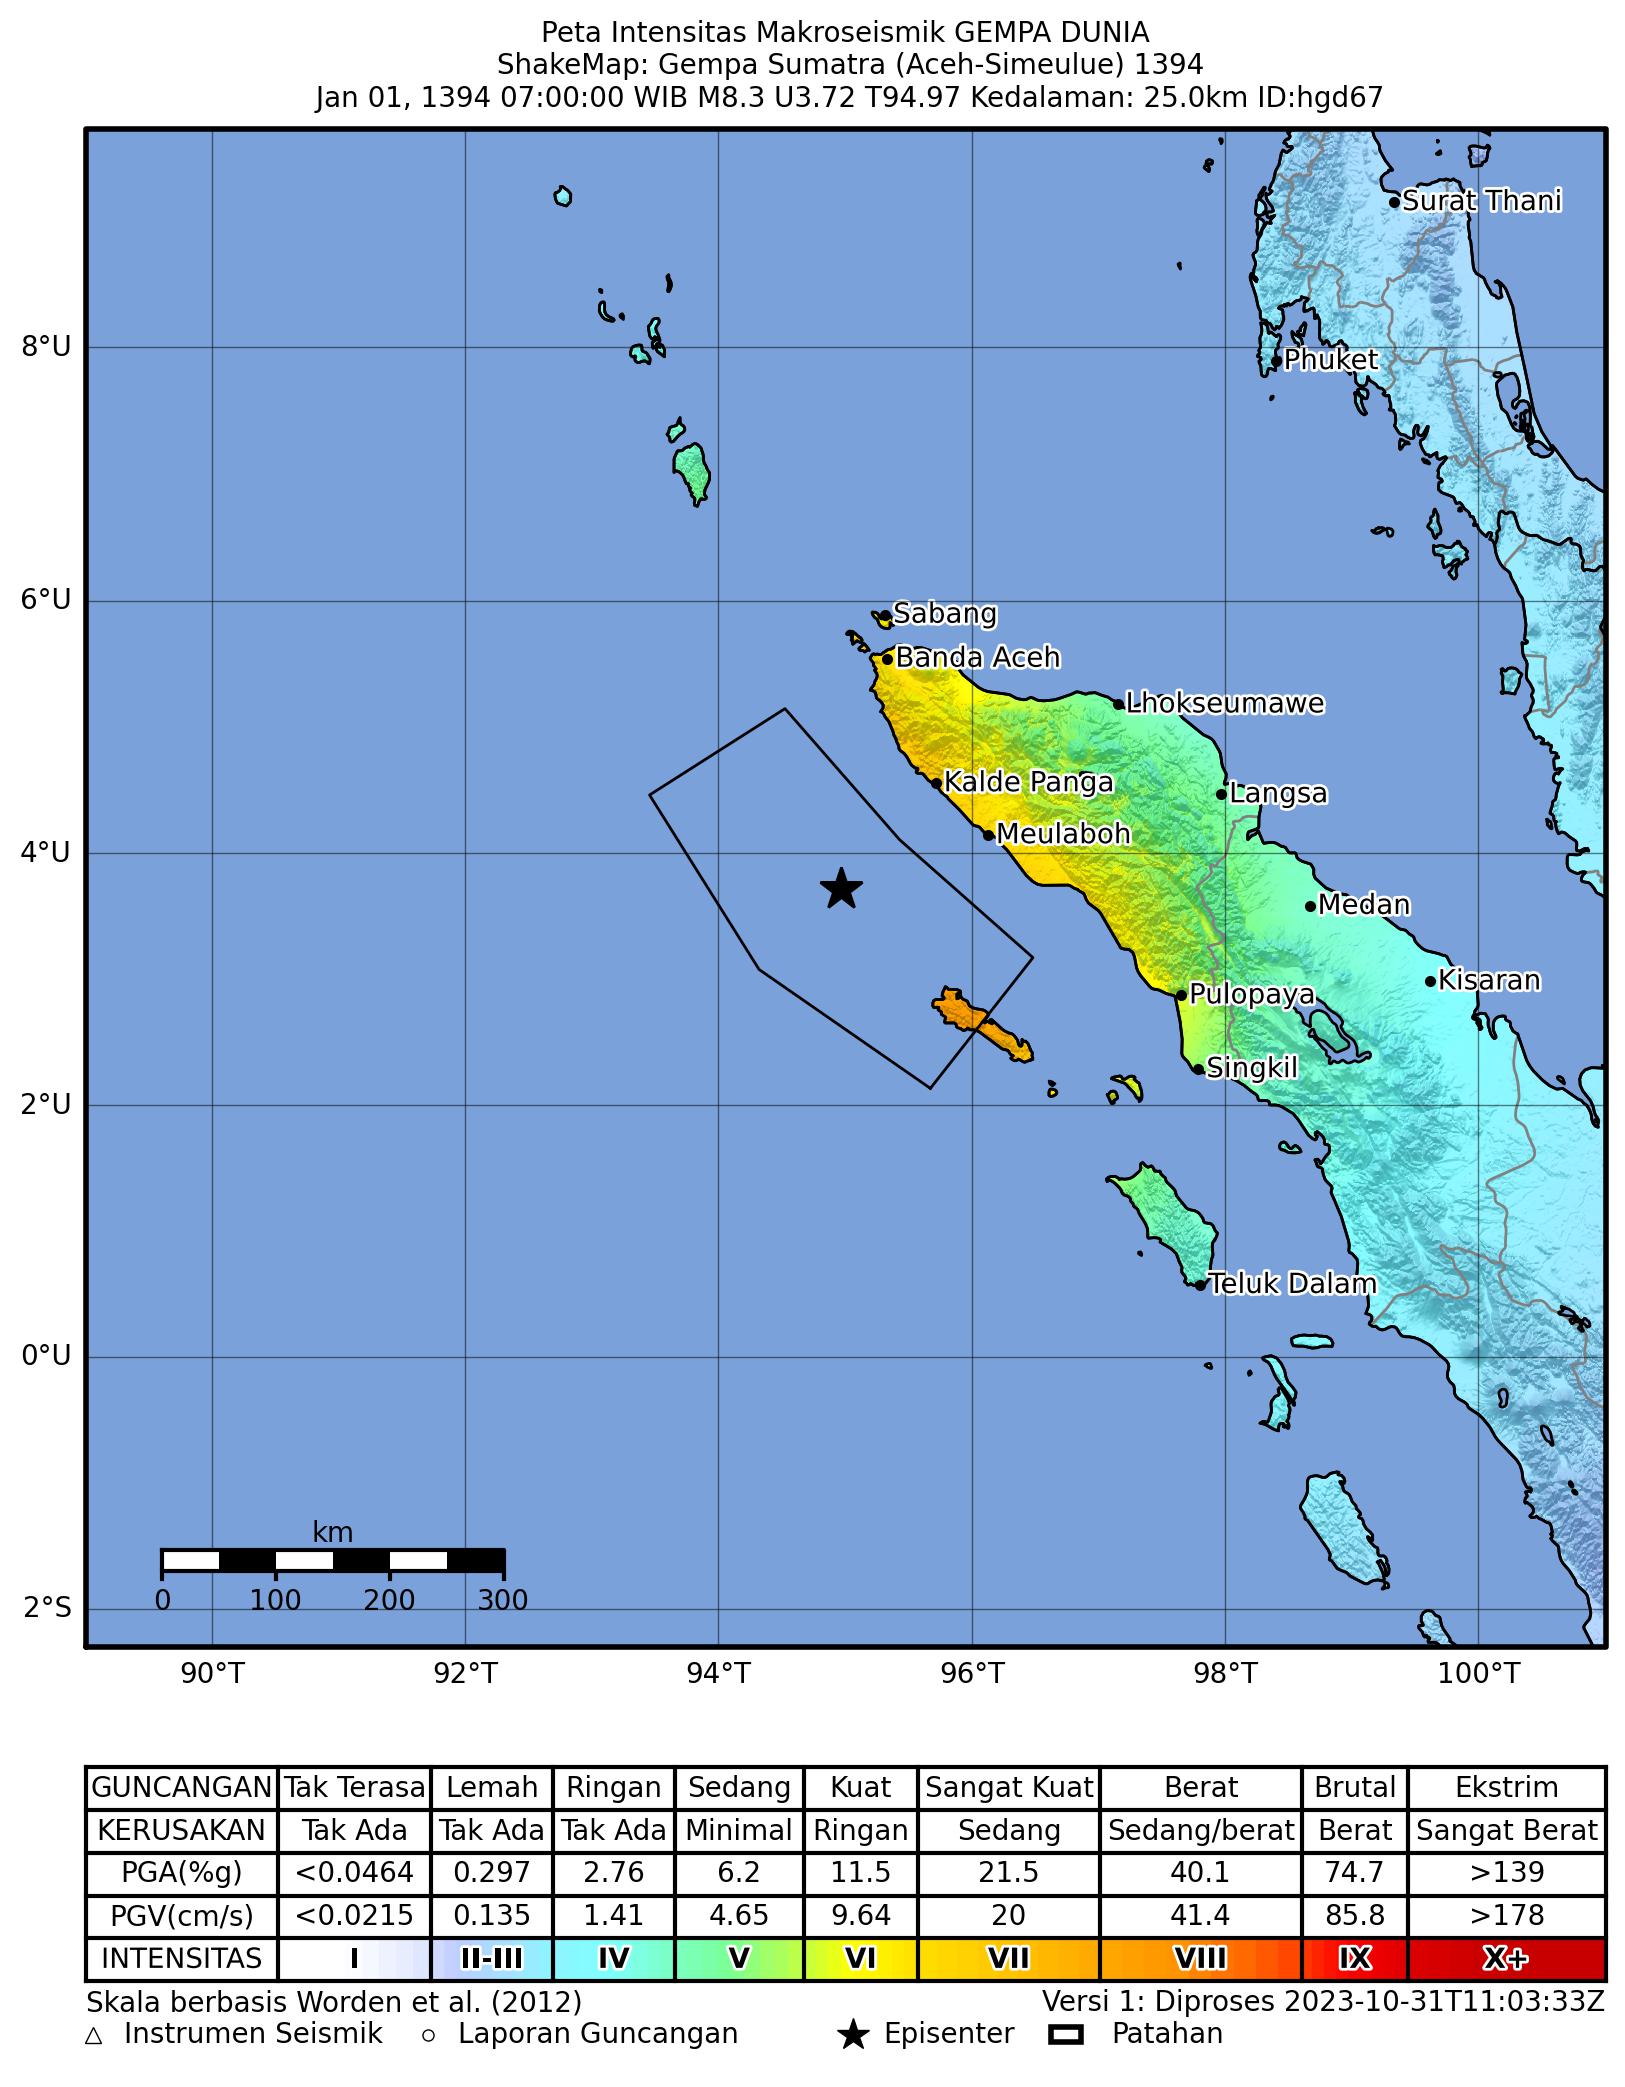 Peta Intensitas Makroseismik GEMPA DUNIA
ShakeMap: Gempa Sumatra (Aceh-Simeulue) 1394
Jan 01, 1394 07:00:00 WIB M8.3 U3.72 T94.97 Kedalaman: 25.0km ID:hgd67
Surat Thani
8°U
Phuket
6°U
Sabang
Banda Aceh
Lhokseumawe
Kalde Panga
Langsa
Meulaboh
4°U
Medan
Kisaran
Pulopaya
Singkil
2°U
Teluk Dalam
0°U
km
0 100 200 300
2°S
90°T 92°T 94°T 96°T 98°T 100°T
GUNCANGAN Tak Terasa Lemah Ringan Sedang Kuat Sangat Kuat Berat Brutal Ekstrim
KERUSAKAN Tak Ada Tak Ada Tak Ada Minimal Ringan Sedang Sedang/berat Berat Sangat Berat
PGA(%g) <0.0464 0.297 2.76 6.2 11.5 21.5 40.1 74.7 >139
PGV(cm/s) <0.0215 0.135 1.41 4.65 9.64 20 41.4 85.8 >178
INTENSITAS I II-III IV V VI VII VIII IX X+
Skala berbasis Worden et al. (2012) Versi 1: Diproses 2023-10-31T11:03:33Z
Instrumen Seismik Laporan Guncangan Episenter Patahan